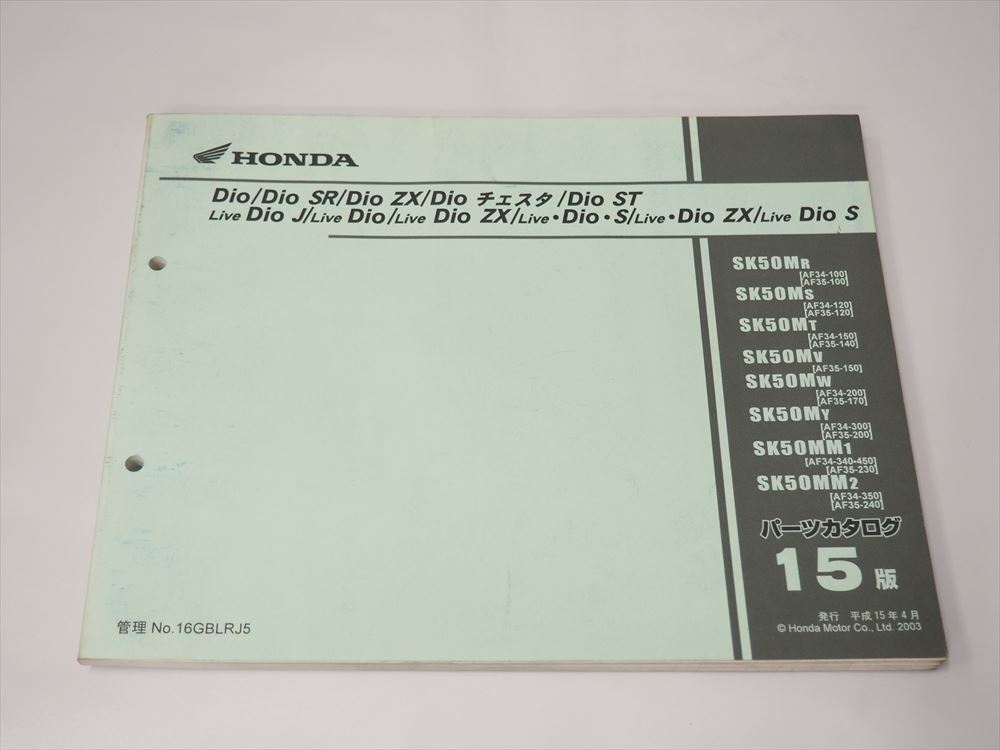 HONDA
Dio/Dio SR/Dio ZX/Dio チェスタ/Dio ST
Live Dio J/Live Dio/Live Dio ZX/Live・Dio・S/Live・Dio ZX/Live Dio S
SK50MR
[AF34-100]
[AF35-100]
SK50MS
[AF34-120]
[AF35-120]
SK50MT
[AF34-150]
[AF35-140]
SK50MV
[AF35-150]
SK50MW
[AF34-200]
[AF35-170]
SK50MY
[AF34-300]
[AF35-200]
SK50MM1
[AF34-340・450]
[AF35-230]
SK50MM2
[AF34-350]
[AF35-240]
パーツカタログ
15版
発行 平成15年4月
© Honda Motor Co., Ltd. 2003
管理 No.16GBLRJ5